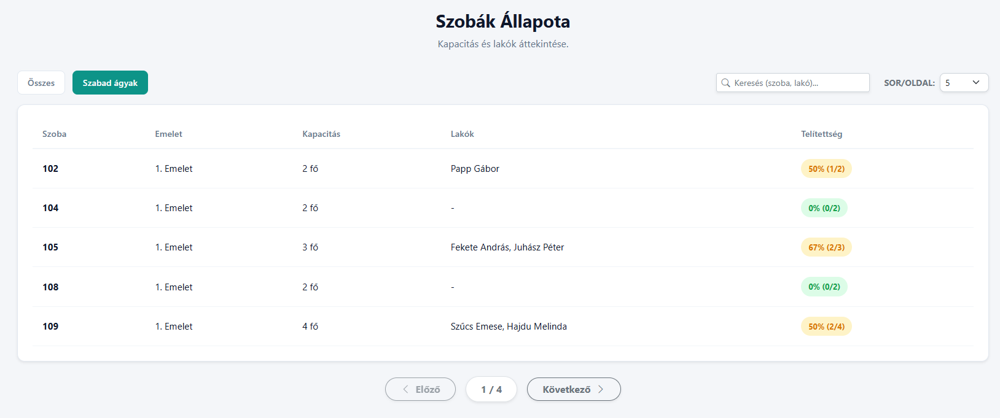 Szobák Állapota
Kapacitás és lakók áttekintése.
Összes Szabad ágyak Keresés (szoba, lakó)... SOR/OLDAL: 5
Szoba Emelet Kapacitás Lakók Telítettség
102 1. Emelet 2 fő Papp Gábor 50% (1/2)
104 1. Emelet 2 fő - 0% (0/2)
105 1. Emelet 3 fő Fekete András, Juhász Péter 67% (2/3)
108 1. Emelet 2 fő - 0% (0/2)
109 1. Emelet 4 fő Szűcs Emese, Hajdu Melinda 50% (2/4)
Előző 1 / 4 Következő